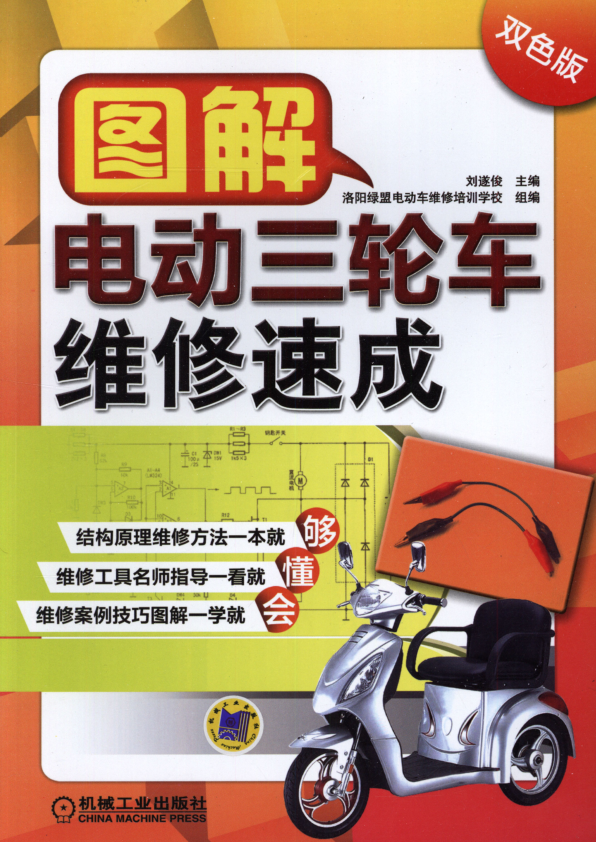 双色版
图解
刘遂俊 主编
洛阳绿盟电动车维修培训学校 组编
电动三轮车
维修速成
钥匙开关
结构原理维修方法一本就够
维修工具名师指导一看就懂
维修案例技巧图解一学就会
机械工业出版社
CHINA MACHINE PRESS